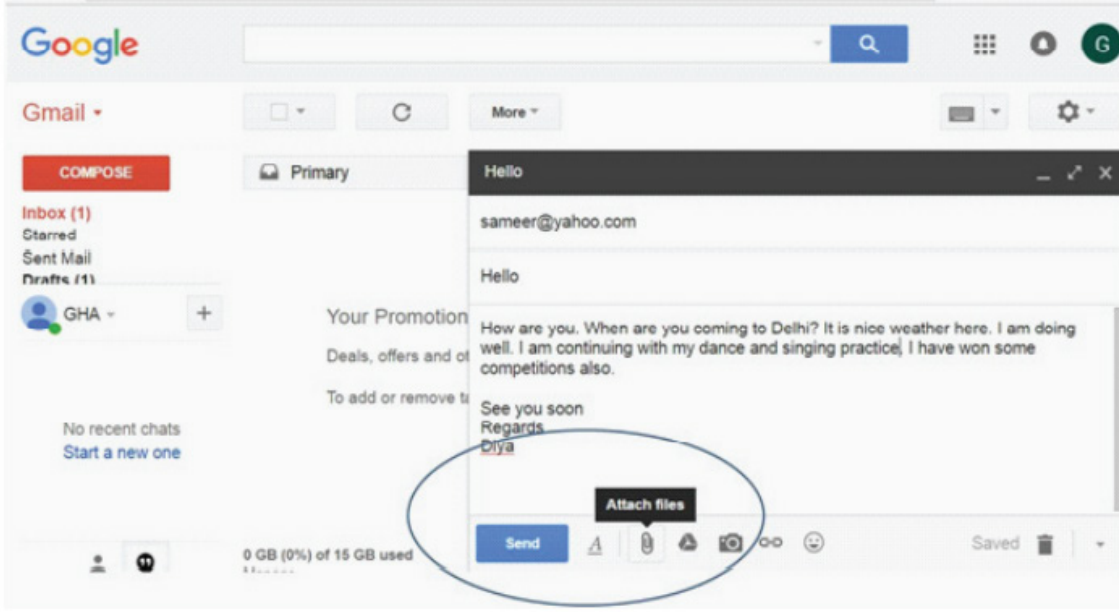 Google
G
Gmail
More
COMPOSE
Primary
Inbox (1)
Starred
Sent Mail
Drafts (1)
GHA
+
Your Promotion
Deals, offers and ot
To add or remove ta
No recent chats
Start a new one
0 GB (0%) of 15 GB used
Hello
sameer@yahoo.com
Hello
How are you. When are you coming to Delhi? It is nice weather here. I am doing
well. I am continuing with my dance and singing practice, I have won some
competitions also.
See you soon
Regards
Diya
Attach files
Send
A
Saved